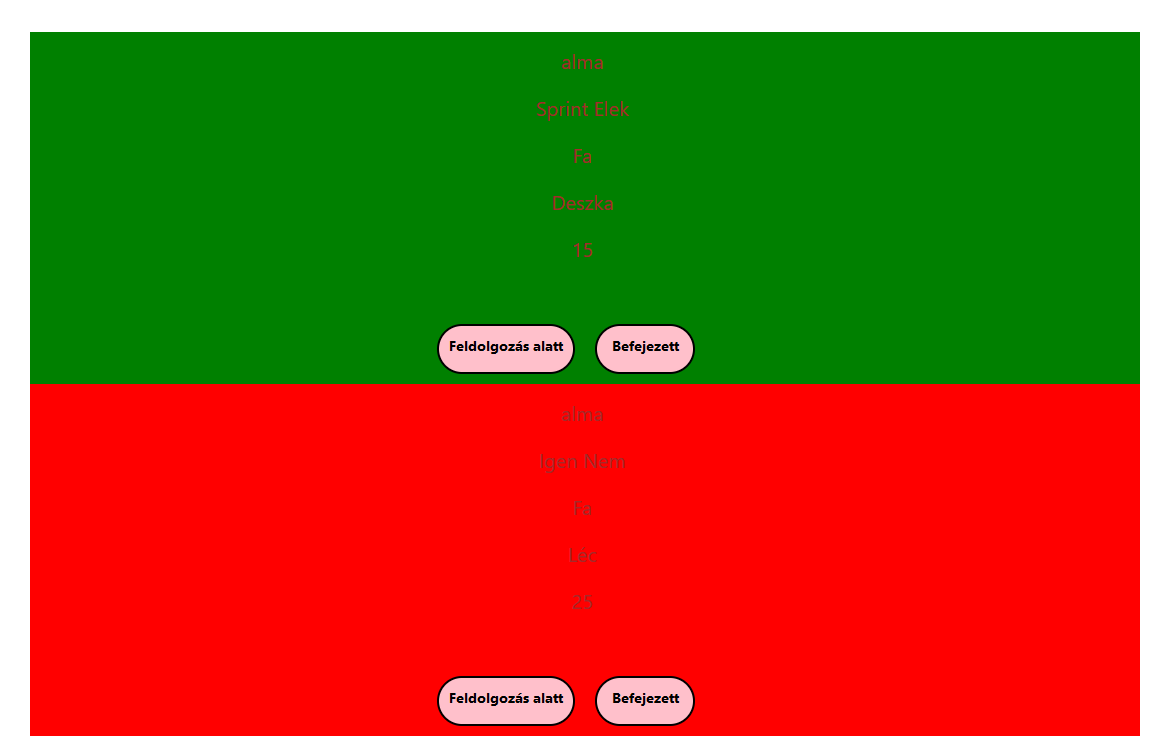 alma
Sprint Elek
Fa
Deszka
15
Feldolgozás alatt Befejezett
alma
Igen Nem
Fa
Léc
25
Feldolgozás alatt Befejezett